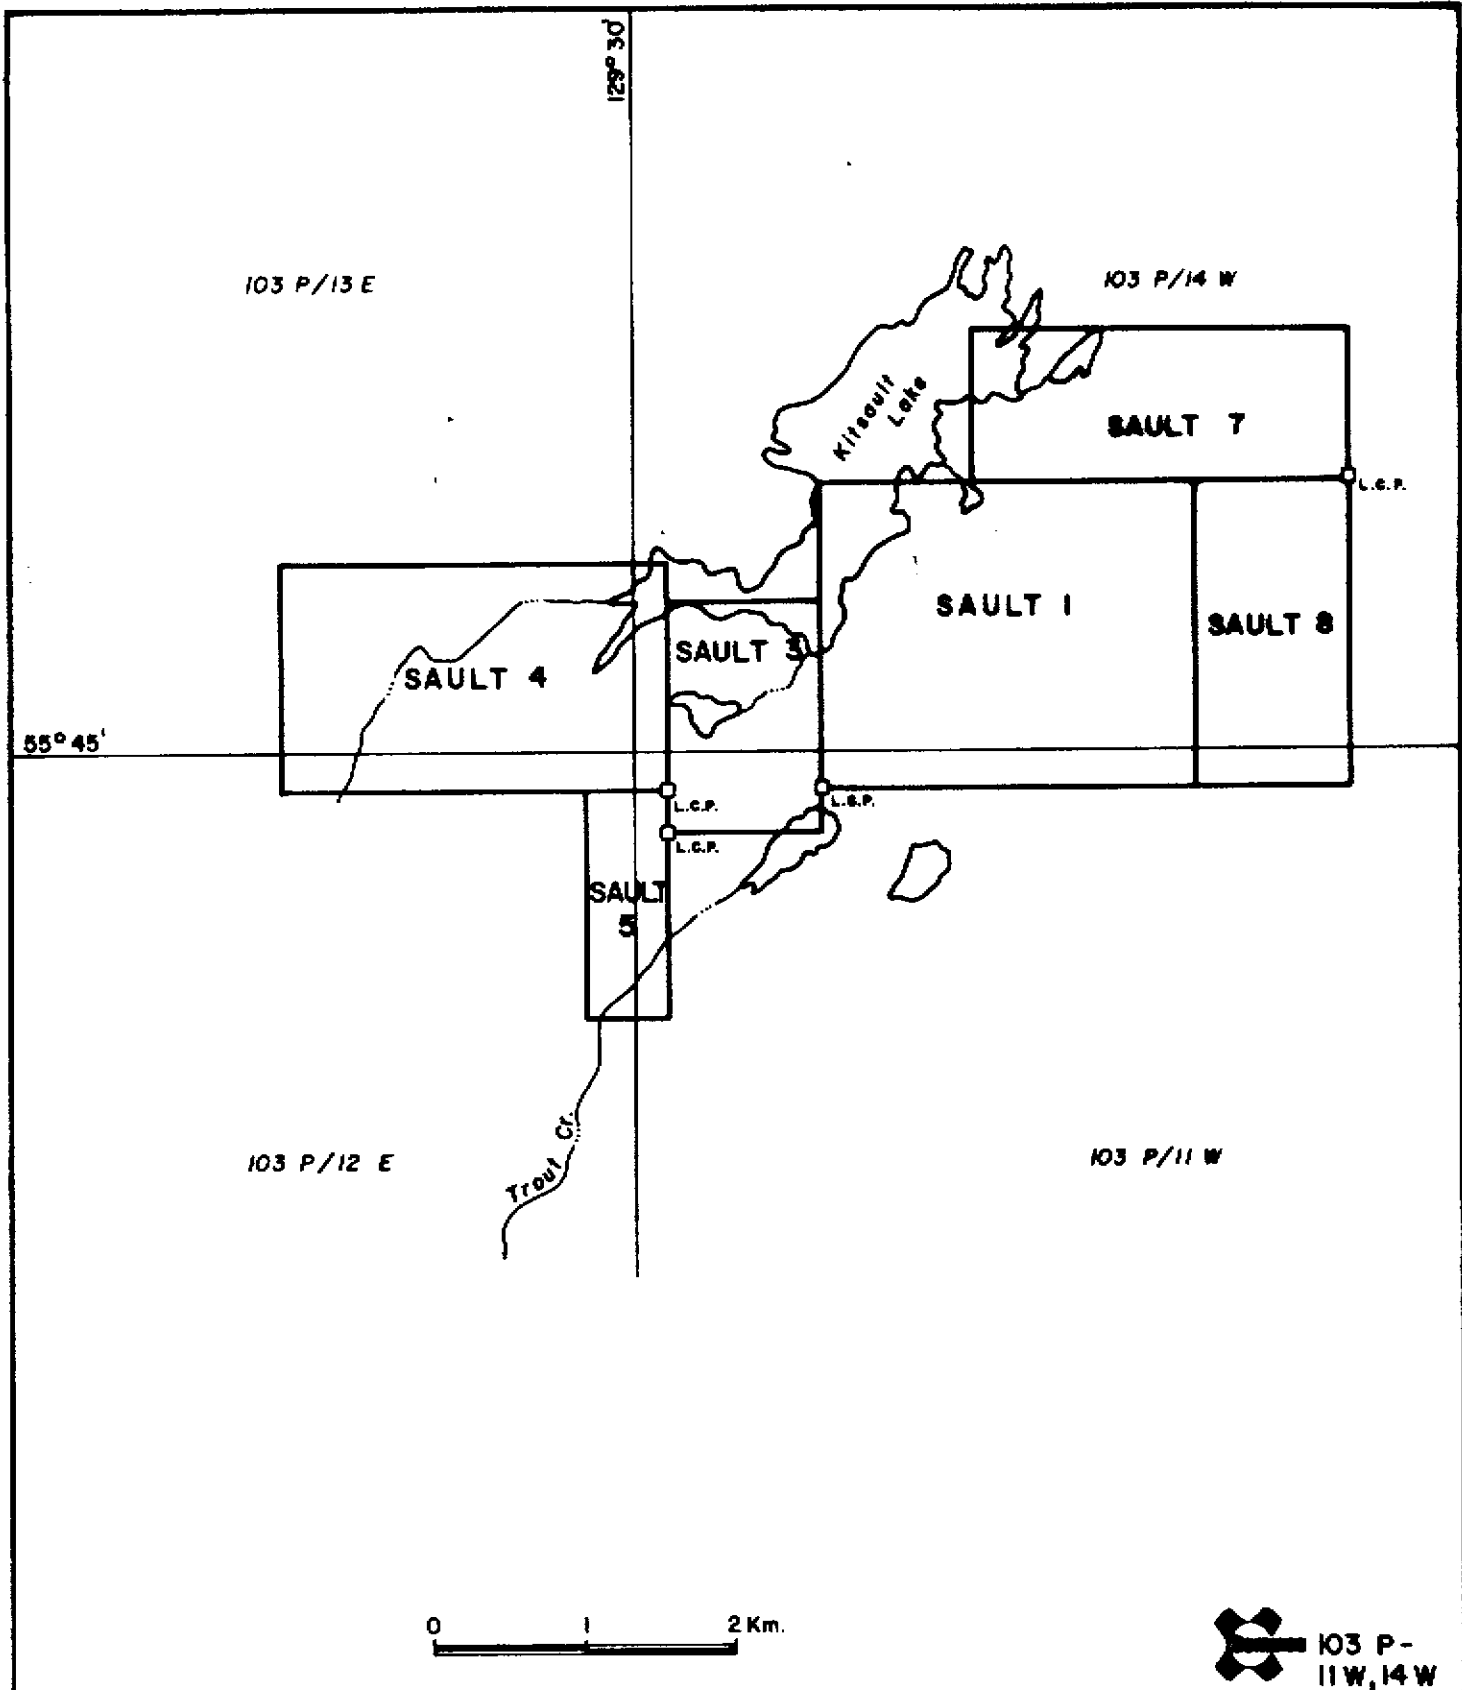 129° 30'
103 P/13 E
103 P/14 W
Kitsault
Lake
SAULT 7
L.C.P.
SAULT 1
SAULT 8
SAULT 3
SAULT 4
55° 45'
L.C.P.
L.C.P.
L.C.P.
SAULT
5
Trout Cr.
103 P/12 E
103 P/11 W
0 1 2 Km.
103 P-
11 W, 14 W